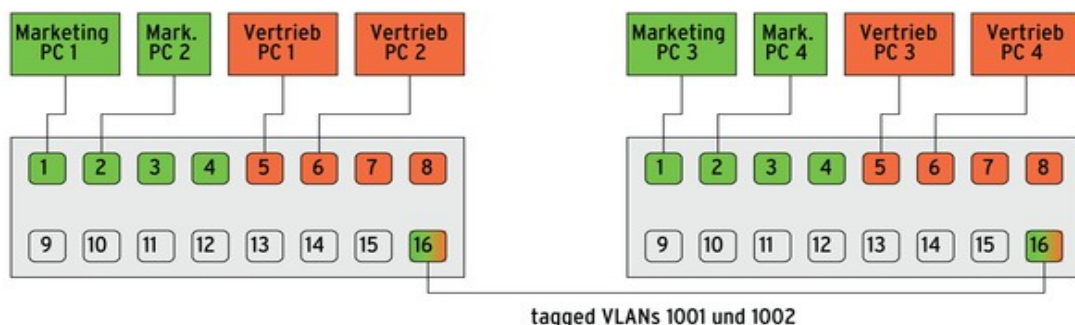 Marketing PC 1
Mark. PC 2
Vertrieb PC 1
Vertrieb PC 2
Marketing PC 3
Mark. PC 4
Vertrieb PC 3
Vertrieb PC 4
1 2 3 4 5 6 7 8
1 2 3 4 5 6 7 8
9 10 11 12 13 14 15 16
9 10 11 12 13 14 15 16
tagged VLANs 1001 und 1002